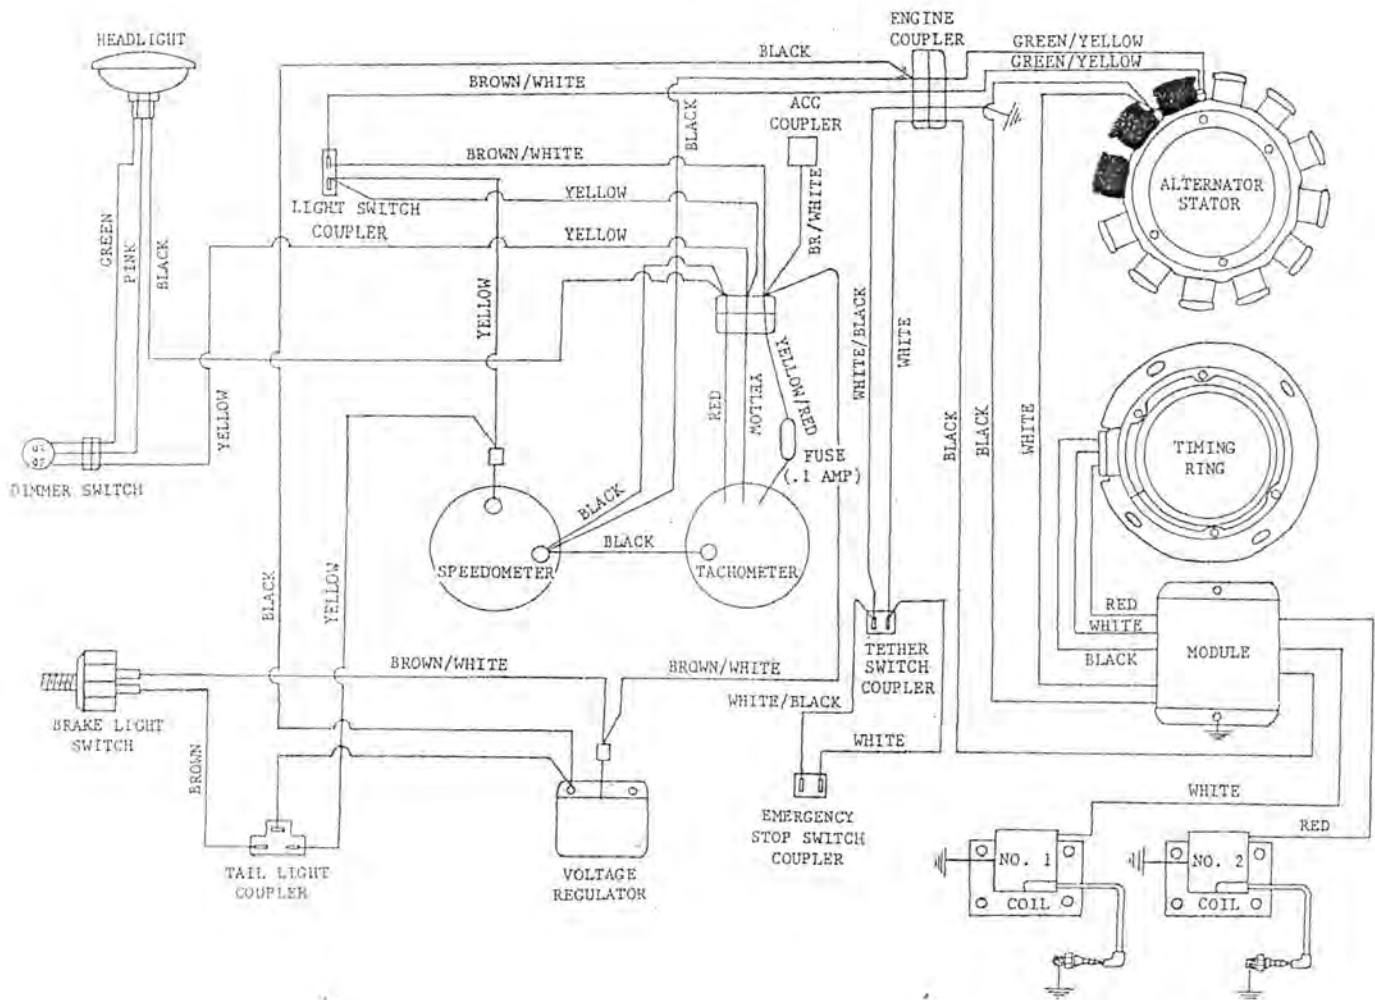 HEADLIGHT
ENGINE
COUPLER
BLACK
GREEN/YELLOW
GREEN/YELLOW
BROWN/WHITE
ACC
COUPLER
BLACK
BROWN/WHITE
YELLOW
LIGHT SWITCH
COUPLER
BR/WHITE
ALTERNATOR
STATOR
GREEN
PINK
BLACK
YELLOW
YELLOW
WHITE/BLACK
WHITE
YELLOW
RED
YELLOW
YELLOW/RED
FUSE
(.1 AMP)
BLACK
BLACK
WHITE
TIMING
RING
DIMMER SWITCH
BLACK
BLACK
SPEEDOMETER
TACHOMETER
BLACK
YELLOW
RED
WHITE
BLACK
MODULE
TETHER
SWITCH
COUPLER
BROWN/WHITE
BROWN/WHITE
WHITE/BLACK
WHITE
BRAKE LIGHT
SWITCH
BROWN
WHITE
RED
EMERGENCY
STOP SWITCH
COUPLER
NO. 1
COIL
NO. 2
COIL
TAIL LIGHT
COUPLER
VOLTAGE
REGULATOR